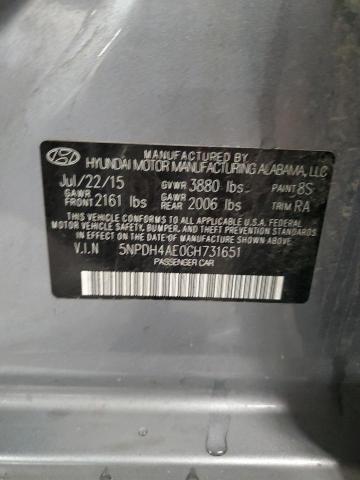 MANUFACTURED BY
HYUNDAI MOTOR MANUFACTURING ALABAMA, LLC
Jul/22/15 GVWR 3880 lbs PAINT 8S
GAWR FRONT 2161 lbs GAWR REAR 2006 lbs TRIM RA
THIS VEHICLE CONFORMS TO ALL APPLICABLE U.S.A FEDERAL
MOTOR VEHICLE SAFETY, BUMPER, AND THEFT PREVENTION
STANDARDS IN EFFECT ON THE DATE OF MANUFACTURE SHOWN ABOVE.
V.I.N 5NPDH4AE0GH731651
PASSENGER CAR